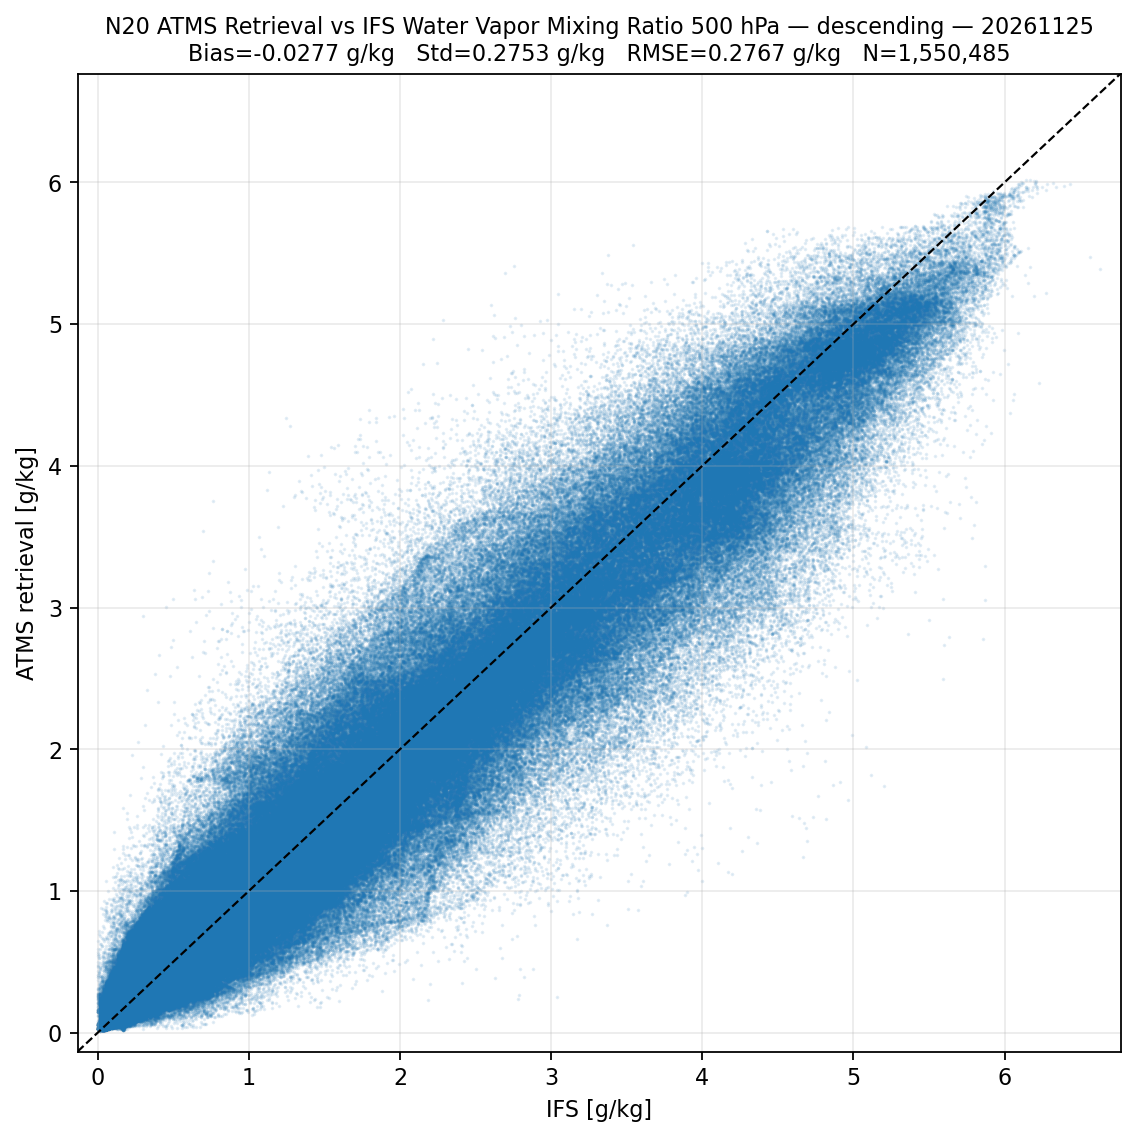 N20 ATMS Retrieval vs IFS Water Vapor Mixing Ratio 500 hPa — descending — 20261125
Bias=-0.0277 g/kg   Std=0.2753 g/kg   RMSE=0.2767 g/kg   N=1,550,485
6
5
4
3
2
1
0
ATMS retrieval [g/kg]
0 1 2 3 4 5 6
IFS [g/kg]